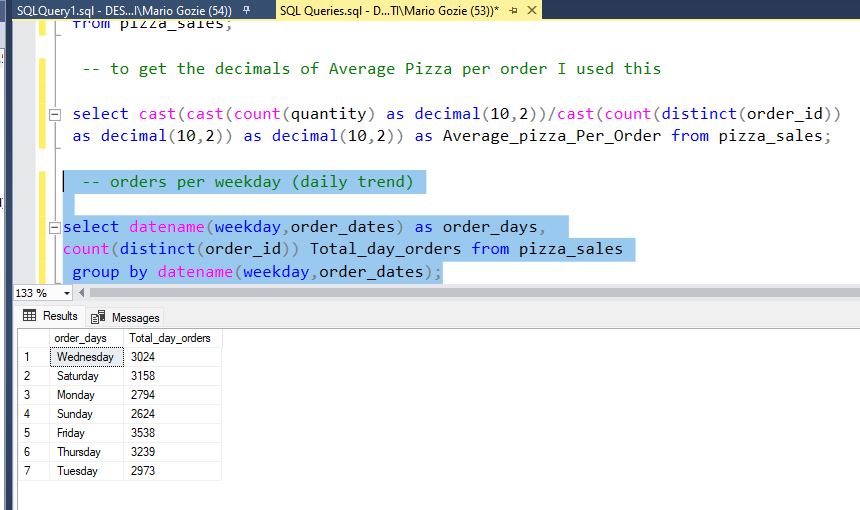 SQLQuery1.sql - DES...I\Mario Gozie (54)) SQL Queries.sql - D...TI\Mario Gozie (53))*
from pizza_sales;
-- to get the decimals of Average Pizza per order I used this
select cast(cast(count(quantity) as decimal(10,2))/cast(count(distinct(order_id))
as decimal(10,2)) as decimal(10,2)) as Average_pizza_Per_Order from pizza_sales;
-- orders per weekday (daily trend)
select datename(weekday,order_dates) as order_days,
count(distinct(order_id)) Total_day_orders from pizza_sales
group by datename(weekday,order_dates);
133 %
Results Messages
order_days Total_day_orders
1 Wednesday 3024
2 Saturday 3158
3 Monday 2794
4 Sunday 2624
5 Friday 3538
6 Thursday 3239
7 Tuesday 2973